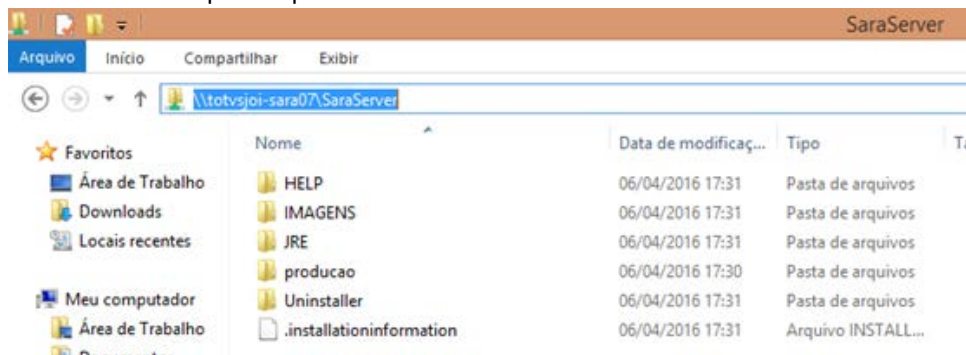 SaraServer
Arquivo Início Compartilhar Exibir
\\totvsjoi-sara07\SaraServer
Nome Data de modificaç... Tipo
Favoritos
Área de Trabalho
Downloads
Locais recentes
Meu computador
Área de Trabalho
HELP 06/04/2016 17:31 Pasta de arquivos
IMAGENS 06/04/2016 17:31 Pasta de arquivos
JRE 06/04/2016 17:31 Pasta de arquivos
producao 06/04/2016 17:30 Pasta de arquivos
Uninstaller 06/04/2016 17:31 Pasta de arquivos
.installationinformation 06/04/2016 17:31 Arquivo INSTALL...